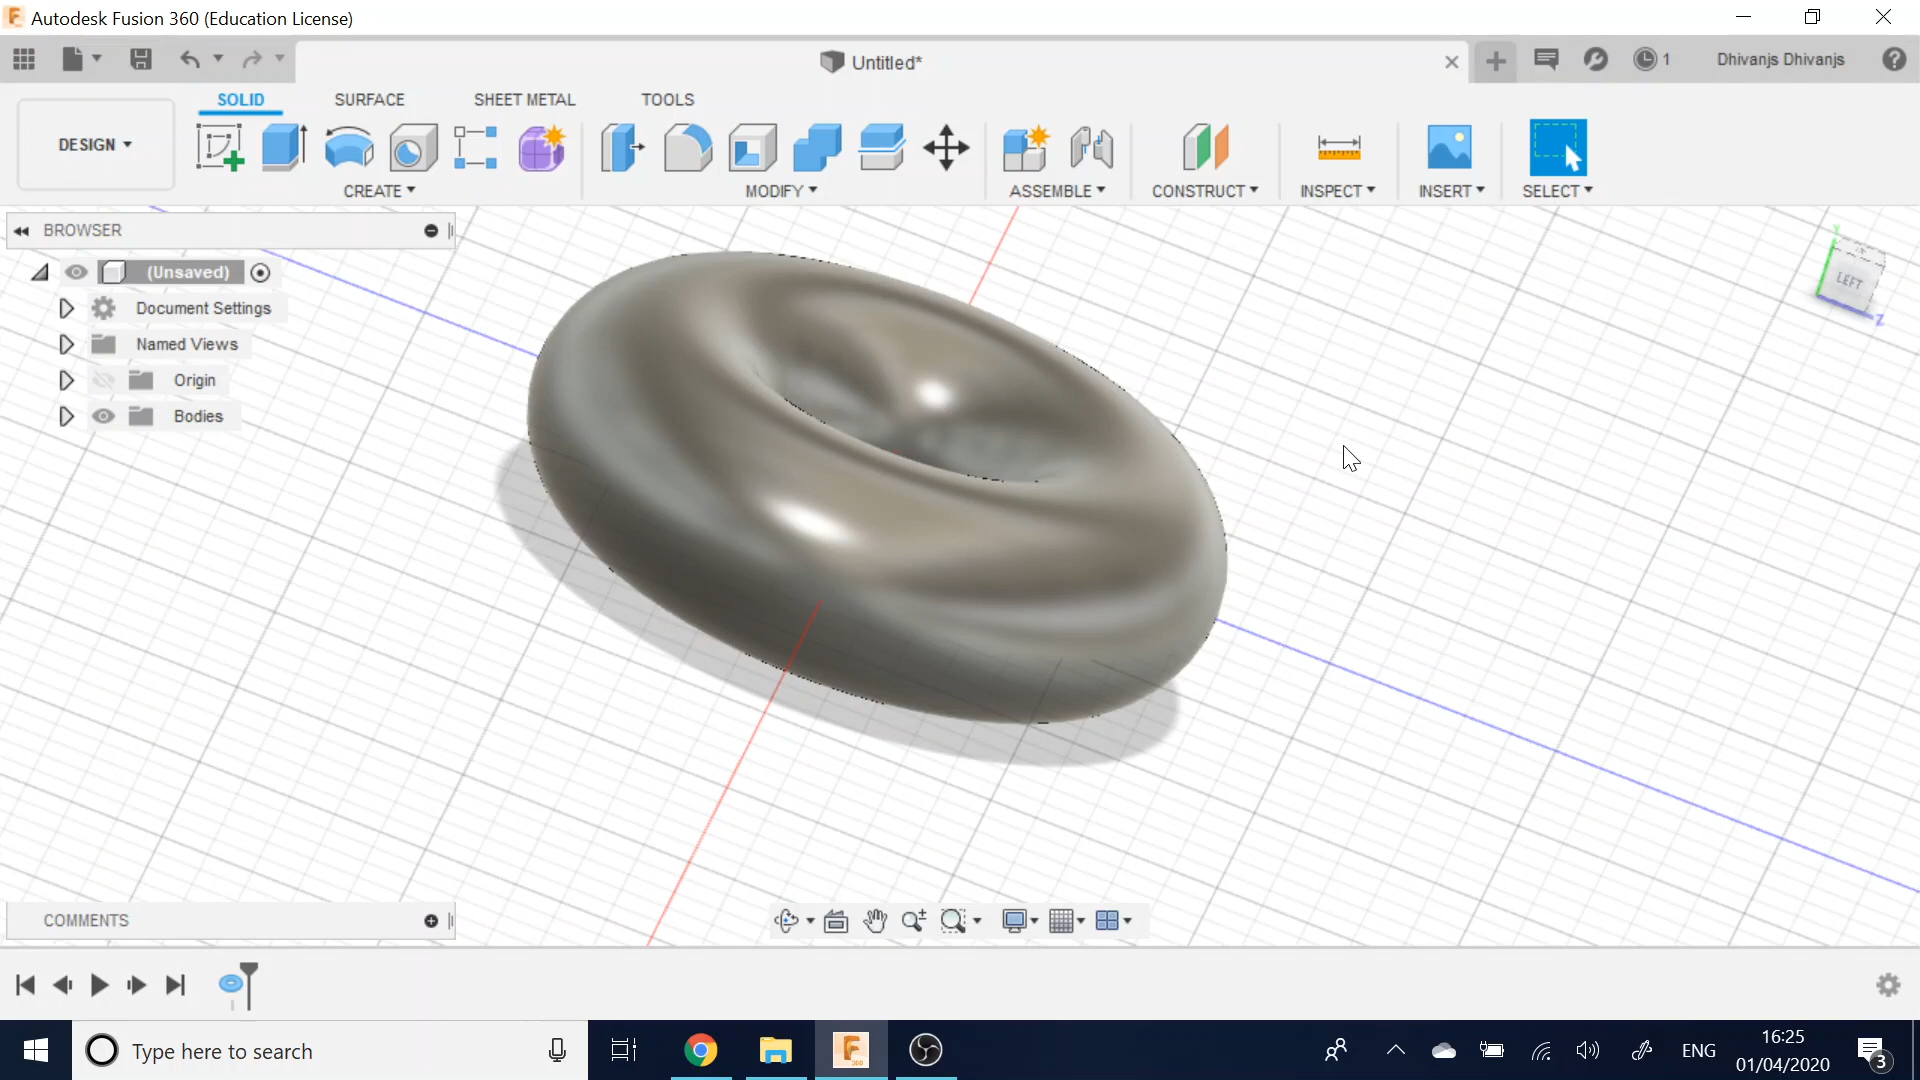 Autodesk Fusion 360 (Education License)
Untitled*
1
Dhivanjs Dhivanjs
SOLID
SURFACE
SHEET METAL
TOOLS
DESIGN
CREATE
MODIFY
ASSEMBLE
CONSTRUCT
INSPECT
INSERT
SELECT
BROWSER
(Unsaved)
Document Settings
Named Views
Origin
Bodies
Y
LEFT
Z
COMMENTS
Type here to search
360
ENG
16:25
01/04/2020
3